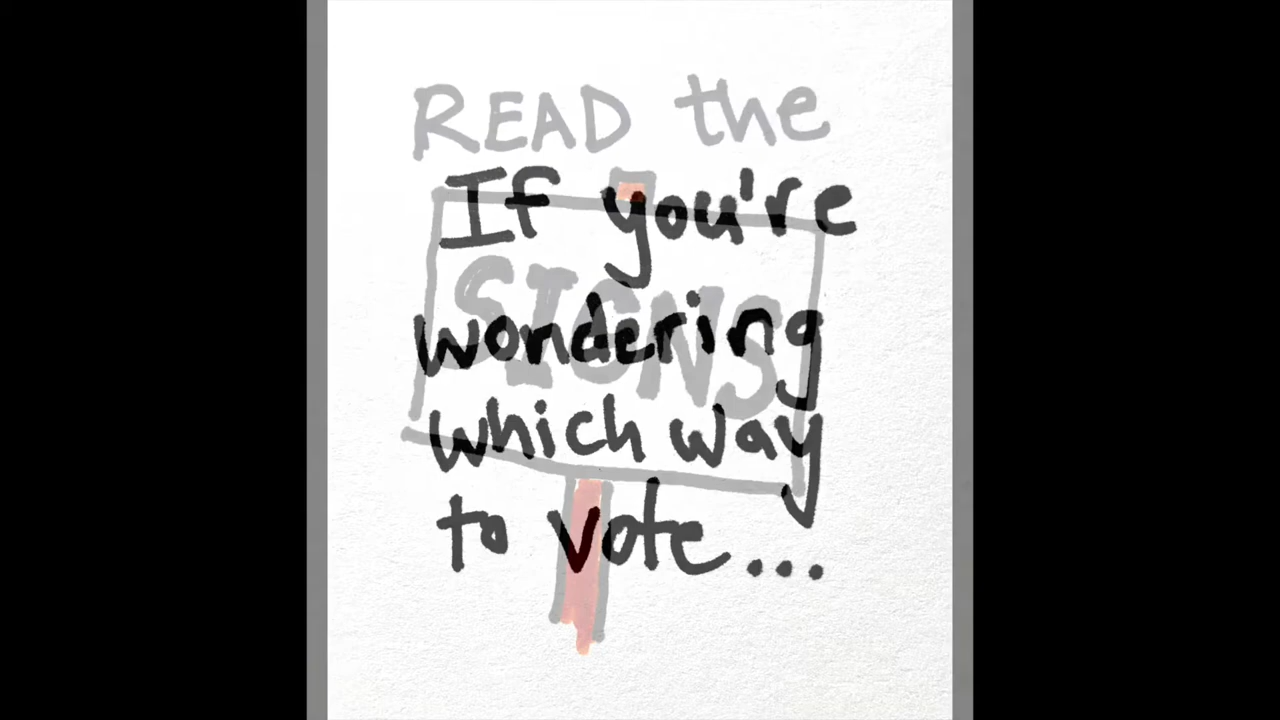 READ the
If you're
SIGNS
wondering
which way
to vote...